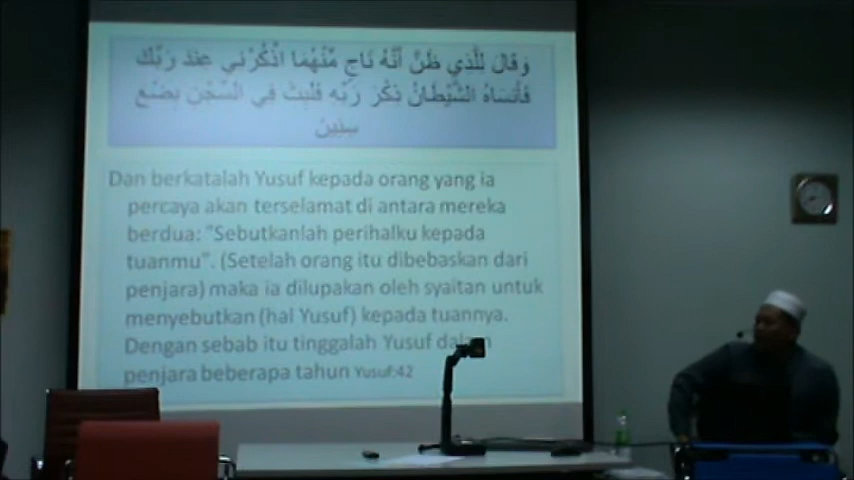 وَقَالَ لِلَّذِي ظَنَّ أَنَّهُ نَاجٍ مِّنْهُمَا اذْكُرْنِي عِندَ رَبِّكَ
فَأَنسَاهُ الشَّيْطَانُ ذِكْرَ رَبِّهِ فَلَبِثَ فِي السِّجْنِ بِضْعَ
سِنِينَ
Dan berkatalah Yusuf kepada orang yang ia
percaya akan terselamat di antara mereka
berdua: "Sebutkanlah perihalku kepada
tuanmu". (Setelah orang itu dibebaskan dari
penjara) maka ia dilupakan oleh syaitan untuk
menyebutkan (hal Yusuf) kepada tuannya.
Dengan sebab itu tinggalah Yusuf dalam
penjara beberapa tahun Yusuf:42